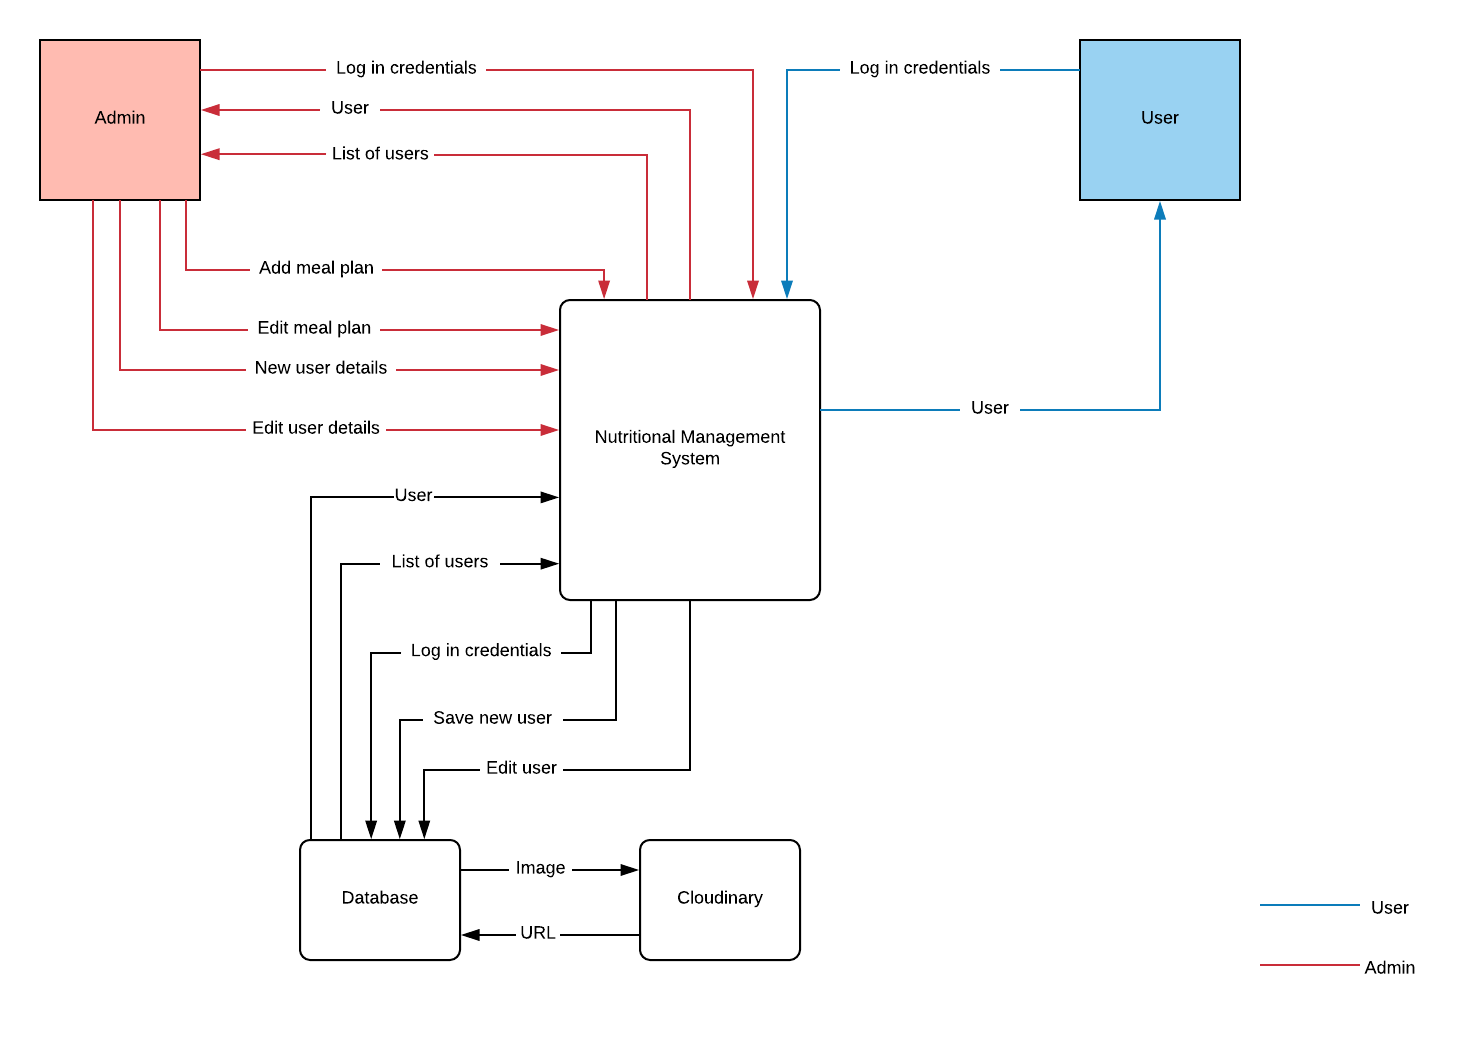 Log in credentials
Log in credentials
Admin
User
User
List of users
Add meal plan
Edit meal plan
New user details
Edit user details
User
Nutritional Management
System
User
List of users
Log in credentials
Save new user
Edit user
Image
Database
Cloudinary
URL
User
Admin